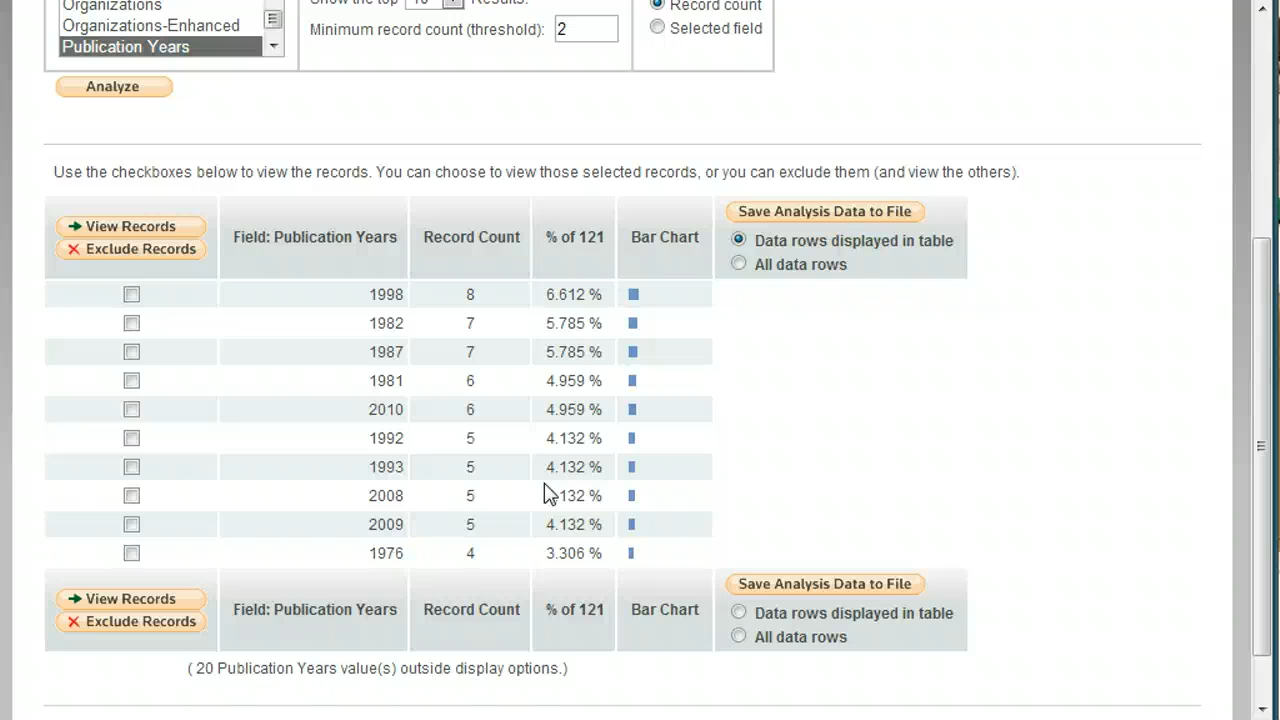 Organizations
Organizations-Enhanced
Publication Years
Show the top 10 Results.
Minimum record count (threshold): 2
Record count
Selected field
Analyze
Use the checkboxes below to view the records. You can choose to view those selected records, or you can exclude them (and view the others).
View Records
Exclude Records
Field: Publication Years Record Count % of 121 Bar Chart
Save Analysis Data to File
Data rows displayed in table
All data rows
1998 8 6.612 %
1982 7 5.785 %
1987 7 5.785 %
1981 6 4.959 %
2010 6 4.959 %
1992 5 4.132 %
1993 5 4.132 %
2008 5 132 %
2009 5 4.132 %
1976 4 3.306 %
View Records
Exclude Records
Field: Publication Years Record Count % of 121 Bar Chart
Save Analysis Data to File
Data rows displayed in table
All data rows
( 20 Publication Years value(s) outside display options.)